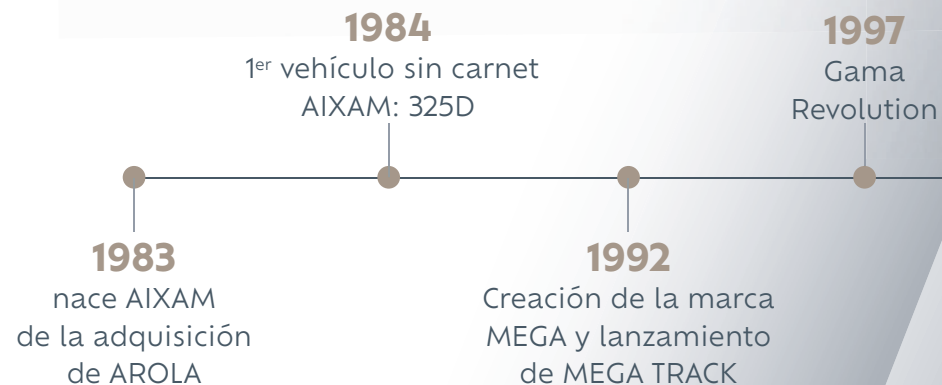 1984
1er vehículo sin carnet
AIXAM: 325D
1997
Gama
Revolution
1983
nace AIXAM
de la adquisición
de AROLA
1992
Creación de la marca
MEGA y lanzamiento
de MEGA TRACK